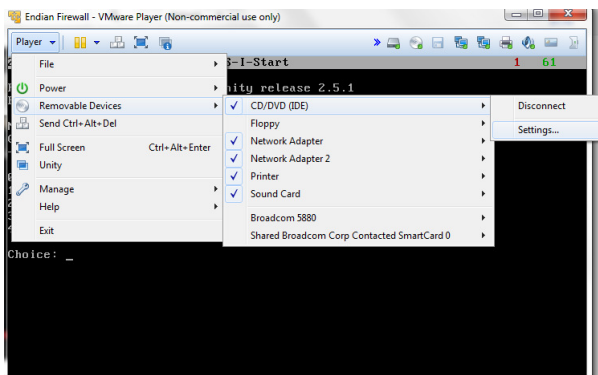 Endian Firewall - VMware Player (Non-commercial use only)
Player
S-I-Start 1 61
nity release 2.5.1
File
Power
Removable Devices
Send Ctrl+Alt+Del
Full Screen Ctrl+Alt+Enter
Unity
Manage
Help
Exit
CD/DVD (IDE)
Floppy
Network Adapter
Network Adapter 2
Printer
Sound Card
Broadcom 5880
Shared Broadcom Corp Contacted SmartCard 0
Disconnect
Settings...
Choice: _